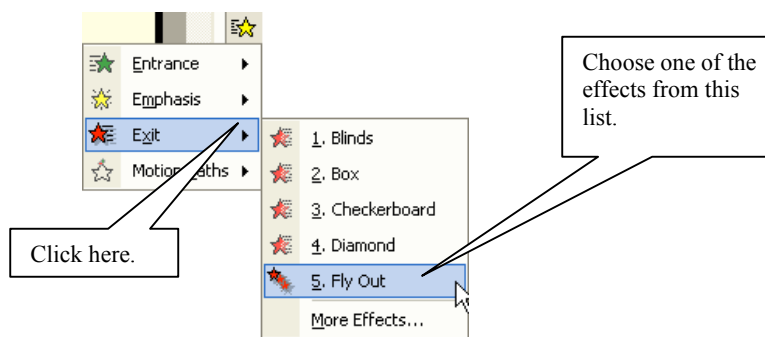 Entrance
Emphasis
Exit
Motion Paths
1. Blinds
2. Box
3. Checkerboard
4. Diamond
5. Fly Out
More Effects...
Click here.
Choose one of the
effects from this
list.